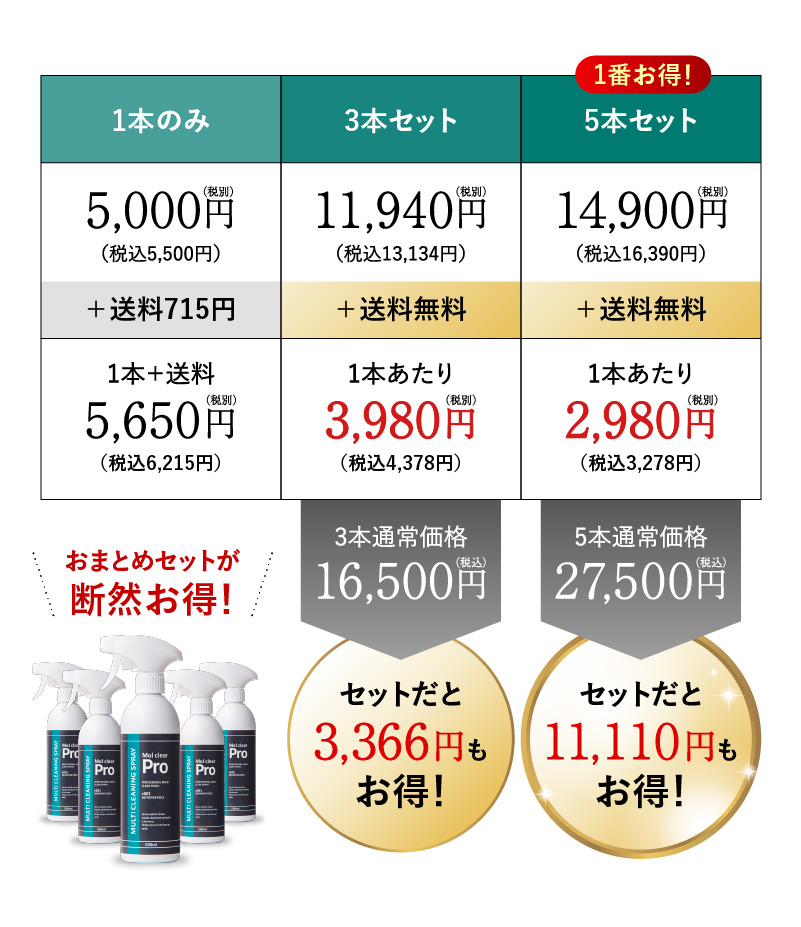 1番お得!
1本のみ
3本セット
5本セット
5,000円(税別)
(税込5,500円)
11,940円(税別)
(税込13,134円)
14,900円(税別)
(税込16,390円)
+送料715円
+送料無料
+送料無料
1本+送料
5,650円(税別)
(税込6,215円)
1本あたり
3,980円(税別)
(税込4,378円)
1本あたり
2,980円(税別)
(税込3,278円)
おまとめセットが
断然お得!
3本通常価格
16,500円(税込)
5本通常価格
27,500円(税込)
セットだと
3,366円も
お得!
セットだと
11,110円も
お得!
Mol clear
Pro
MULTI CLEANING SPRAY
500ml